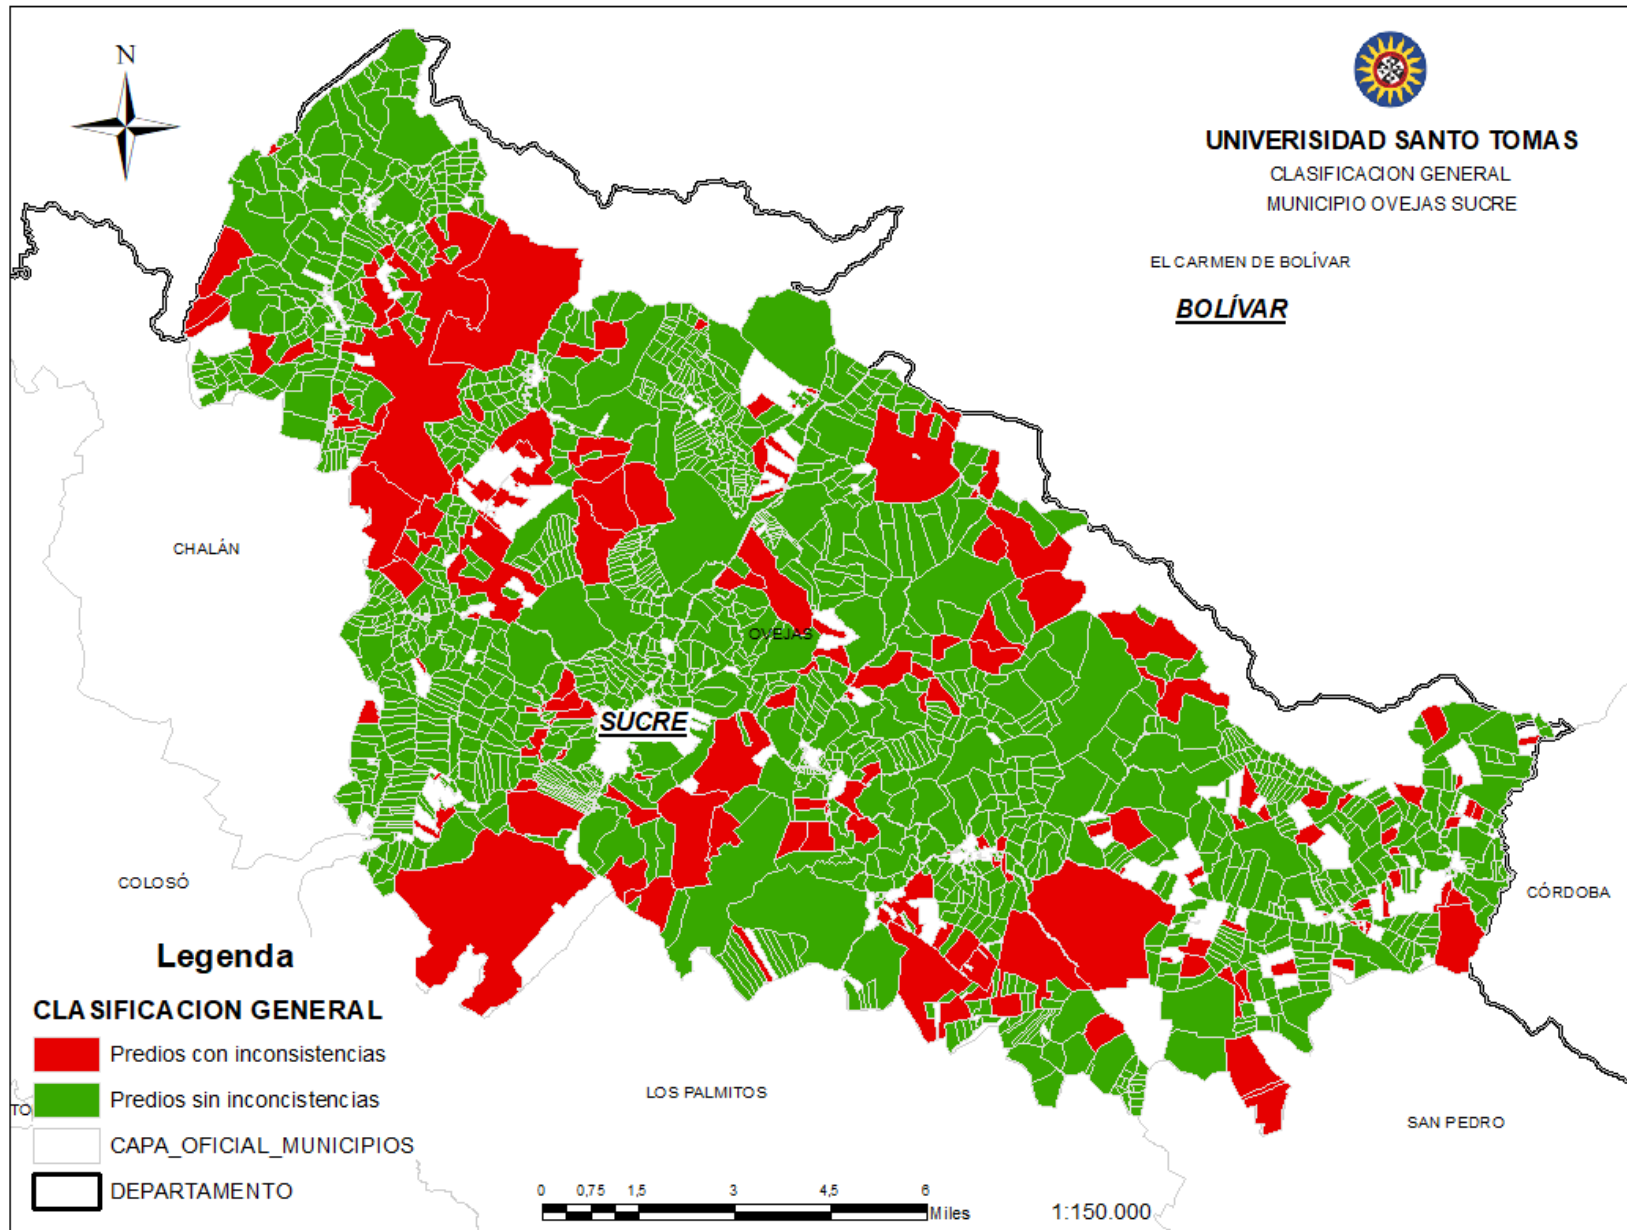 N
UNIVERISIDAD SANTO TOMAS
CLASIFICACION GENERAL
MUNICIPIO OVEJAS SUCRE
EL CARMEN DE BOLÍVAR
BOLÍVAR
CHALÁN
OVEJAS
SUCRE
COLOSÓ
CÓRDOBA
LOS PALMITOS
SAN PEDRO
TO
Legenda
CLASIFICACION GENERAL
Predios con inconsistencias
Predios sin inconcistencias
CAPA_OFICIAL_MUNICIPIOS
DEPARTAMENTO
0 0,75 1,5 3 4,5 6
Miles
1:150.000